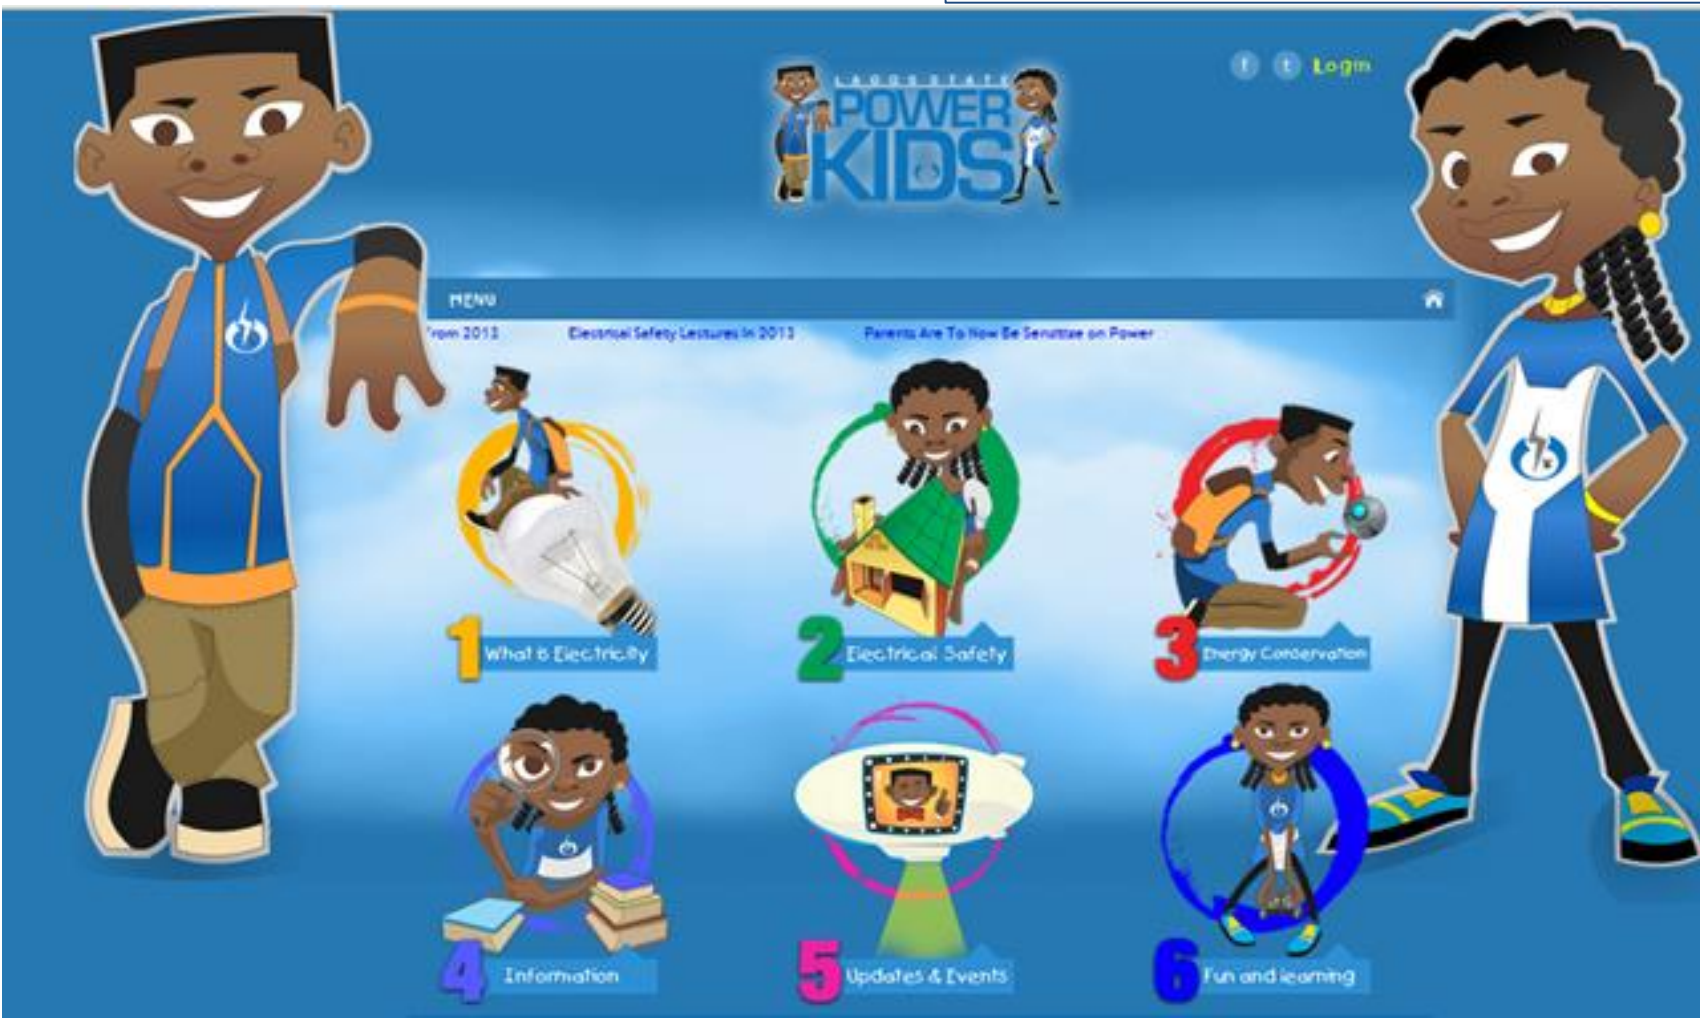 f t Login
LAGOS STATE
POWER
KIDS
MENU
from 2013 Electrical Safety Lectures In 2013 Parents Are To Now Be Sensitise on Power
1 What is Electricity
2 Electrical Safety
3 Energy Conservation
4 Information
5 Updates & Events
6 Fun and learning